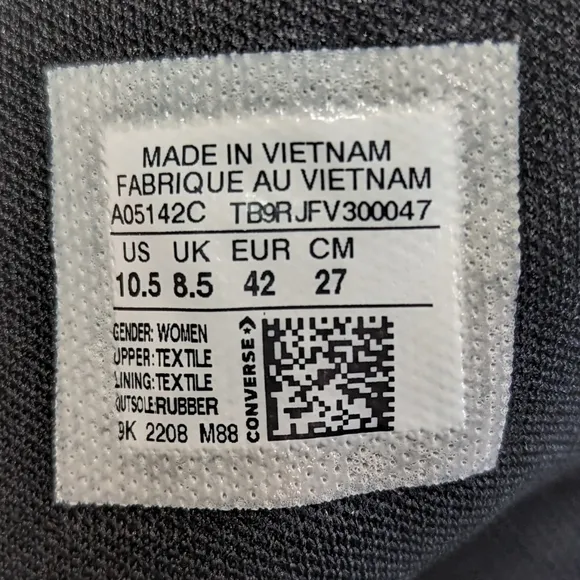 MADE IN VIETNAM
FABRIQUE AU VIETNAM
A05142C TB9RJFV300047
US UK EUR CM
10.5 8.5 42 27
GENDER: WOMEN
UPPER:TEXTILE
LINING:TEXTILE
OUTSOLE:RUBBER
9K 2208 M88
CONVERSE